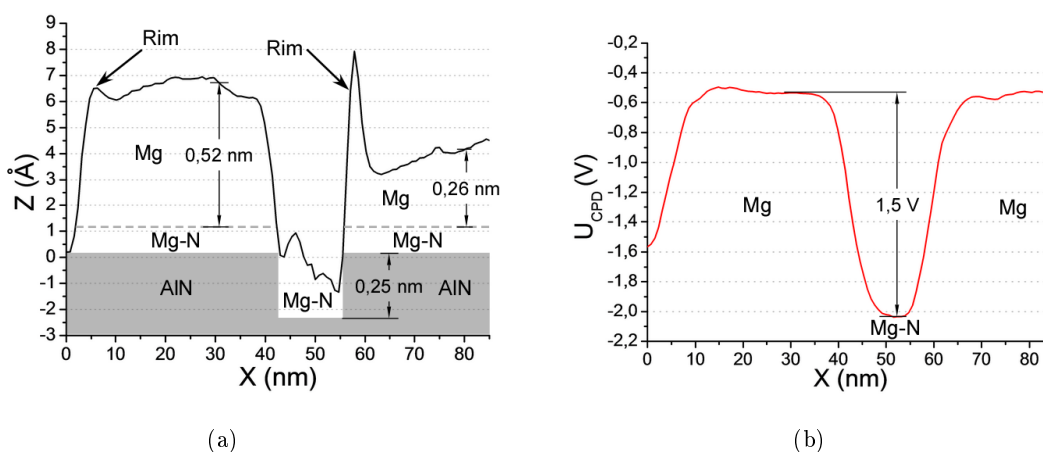 9
8
7
6
5
4
3
2
1
0
-1
-2
-3
Z (Å)
Rim
Rim
Mg
0,52 nm
Mg
0,26 nm
Mg-N
Mg-N
AlN
Mg-N
0,25 nm
AlN
0 10 20 30 40 50 60 70 80
X (nm)
(a)
-0,2
-0,4
-0,6
-0,8
-1,0
-1,2
-1,4
-1,6
-1,8
-2,0
-2,2
U_CPD (V)
Mg
1,5 V
Mg
Mg-N
0 10 20 30 40 50 60 70 80
X (nm)
(b)